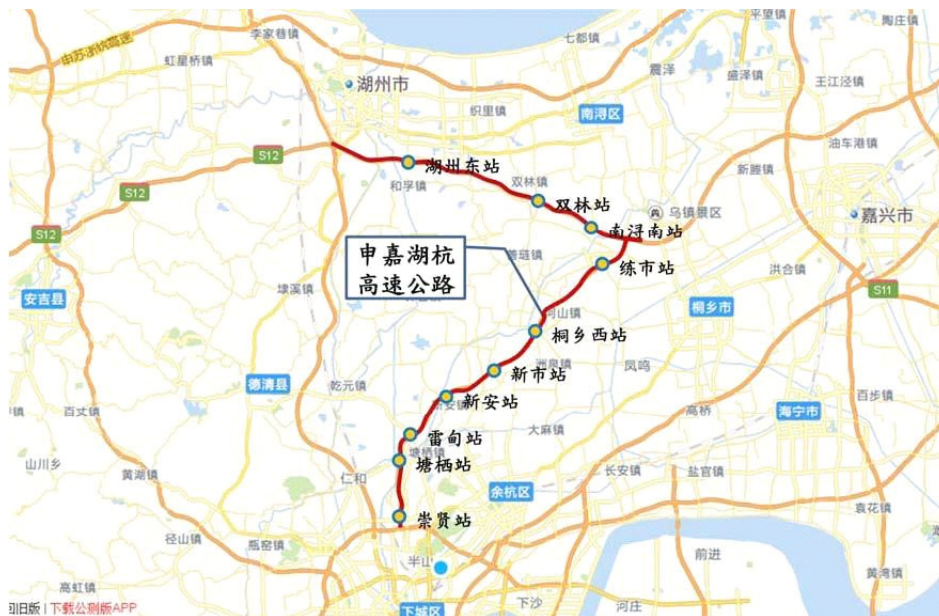 平望镇
陶庄镇
申苏浙皖高速
李家巷镇
七都镇
虹星桥镇
震泽
盛泽镇
王江泾镇
湖州市
织里镇
南浔区
油车港镇
S12
湖州东站
新塍镇
S12
和孚镇
双林镇
双林站
乌镇景区
嘉兴市
S12
南浔南站
申嘉湖杭
高速公路
善琏镇
练市站
洪合镇
埭溪镇
S11
安吉县
河山镇
桐乡市
桐乡西站
洲泉镇
凤鸣
新市站
德清县
乾元镇
百步镇
百丈镇
新安镇
新安站
高桥
海宁市
雷甸站
大麻镇
塘栖镇
山川乡
塘栖站
黄湖镇
仁和
长安镇
盐官镇
余杭区
袁花镇
崇贤站
径山镇
瓶窑镇
半山
前进
黄湾镇
高虹镇
回旧版 | 下载公测版APP
下城区
下沙
河庄